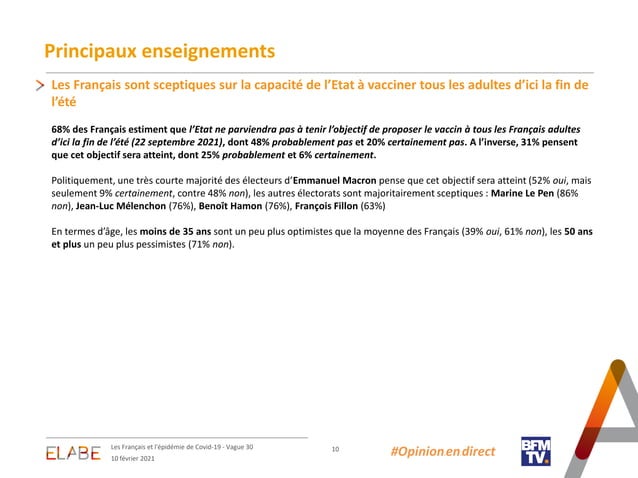 Principaux enseignements
Les Français sont sceptiques sur la capacité de l'Etat à vacciner tous les adultes d'ici la fin de
l'été
68% des Français estiment que l'Etat ne parviendra pas à tenir l'objectif de proposer le vaccin à tous les Français adultes
d'ici la fin de l'été (22 septembre 2021), dont 48% probablement pas et 20% certainement pas. A l'inverse, 31% pensent
que cet objectif sera atteint, dont 25% probablement et 6% certainement.
Politiquement, une très courte majorité des électeurs d'Emmanuel Macron pense que cet objectif sera atteint (52% oui, mais
seulement 9% certainement, contre 48% non), les autres électorats sont majoritairement sceptiques : Marine Le Pen (86%
non), Jean-Luc Mélenchon (76%), Benoît Hamon (76%), François Fillon (63%)
En termes d'âge, les moins de 35 ans sont un peu plus optimistes que la moyenne des Français (39% oui, 61% non), les 50 ans
et plus un peu plus pessimistes (71% non).
ELABE
Les Français et l'épidémie de Covid-19 - Vague 30
10 février 2021
10
#Opinion en direct
BFM
TV.